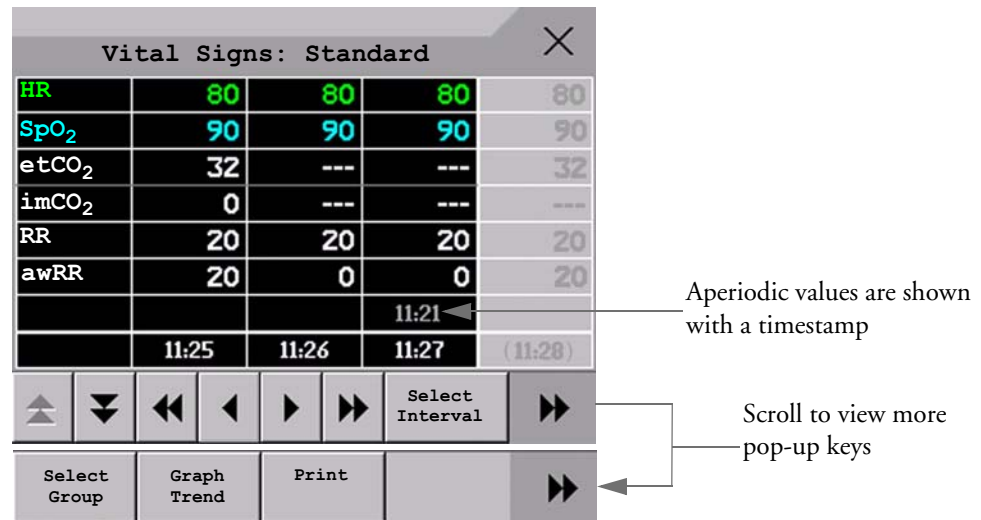 Vital Signs: Standard
HR 80 80 80 80
SpO2 90 90 90 90
etCO2 32 --- --- 32
imCO2 0 --- --- ---
RR 20 20 20 20
awRR 20 0 0 20
11:21
Aperiodic values are shown
with a timestamp
11:25 11:26 11:27 (11:28)
Select
Interval
Scroll to view more
pop-up keys
Select
Group
Graph
Trend
Print